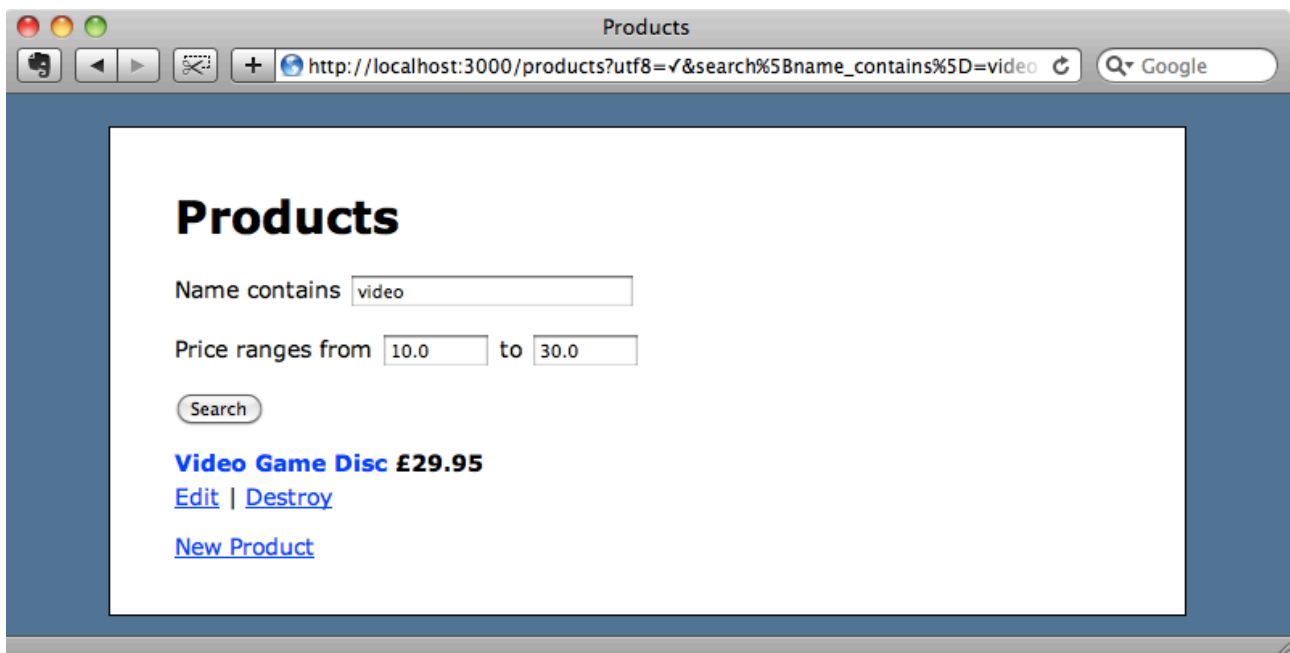 Products
http://localhost:3000/products?utf8=✓&search%5Bname_contains%5D=video
Google
Products
Name contains video
Price ranges from 10.0 to 30.0
Search
Video Game Disc £29.95
Edit | Destroy
New Product